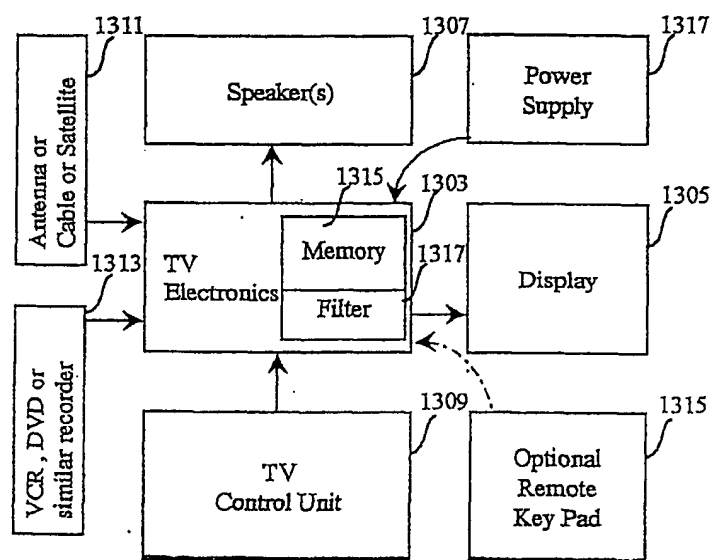 1311
Antenna or
Cable or Satellite
1307
Speaker(s)
1317
Power
Supply
1313
VCR , DVD or
similar recorder
1303
TV
Electronics
1315
Memory
1317
Filter
1305
Display
1309
TV
Control Unit
1315
Optional
Remote
Key Pad